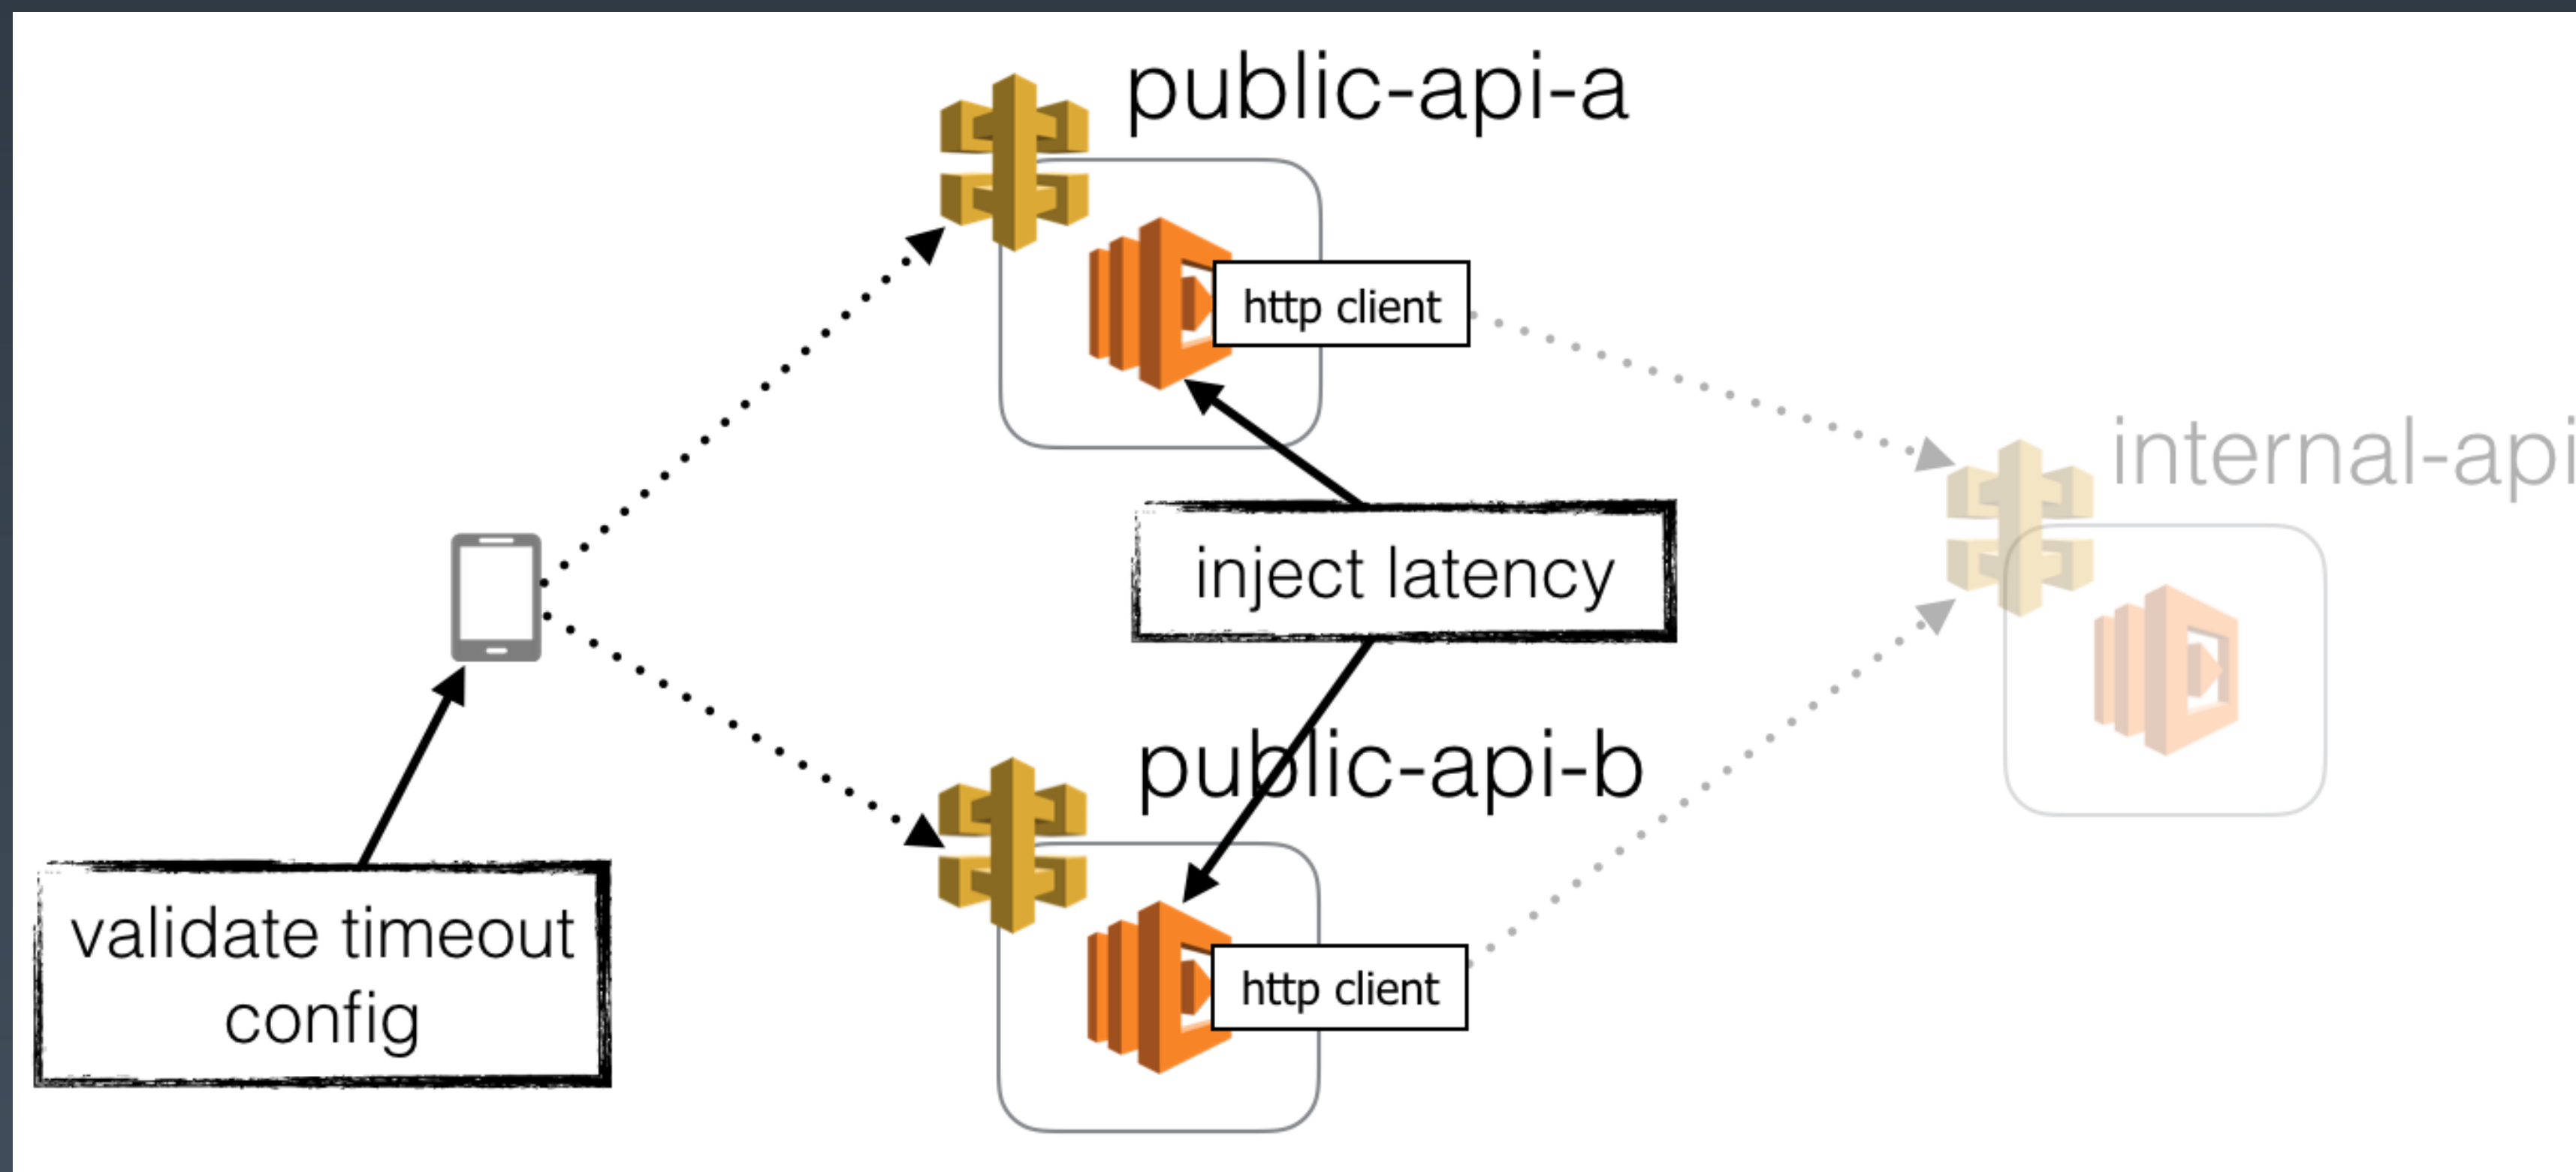 public-api-a
http client
internal-api
inject latency
public-api-b
validate timeout
config
http client